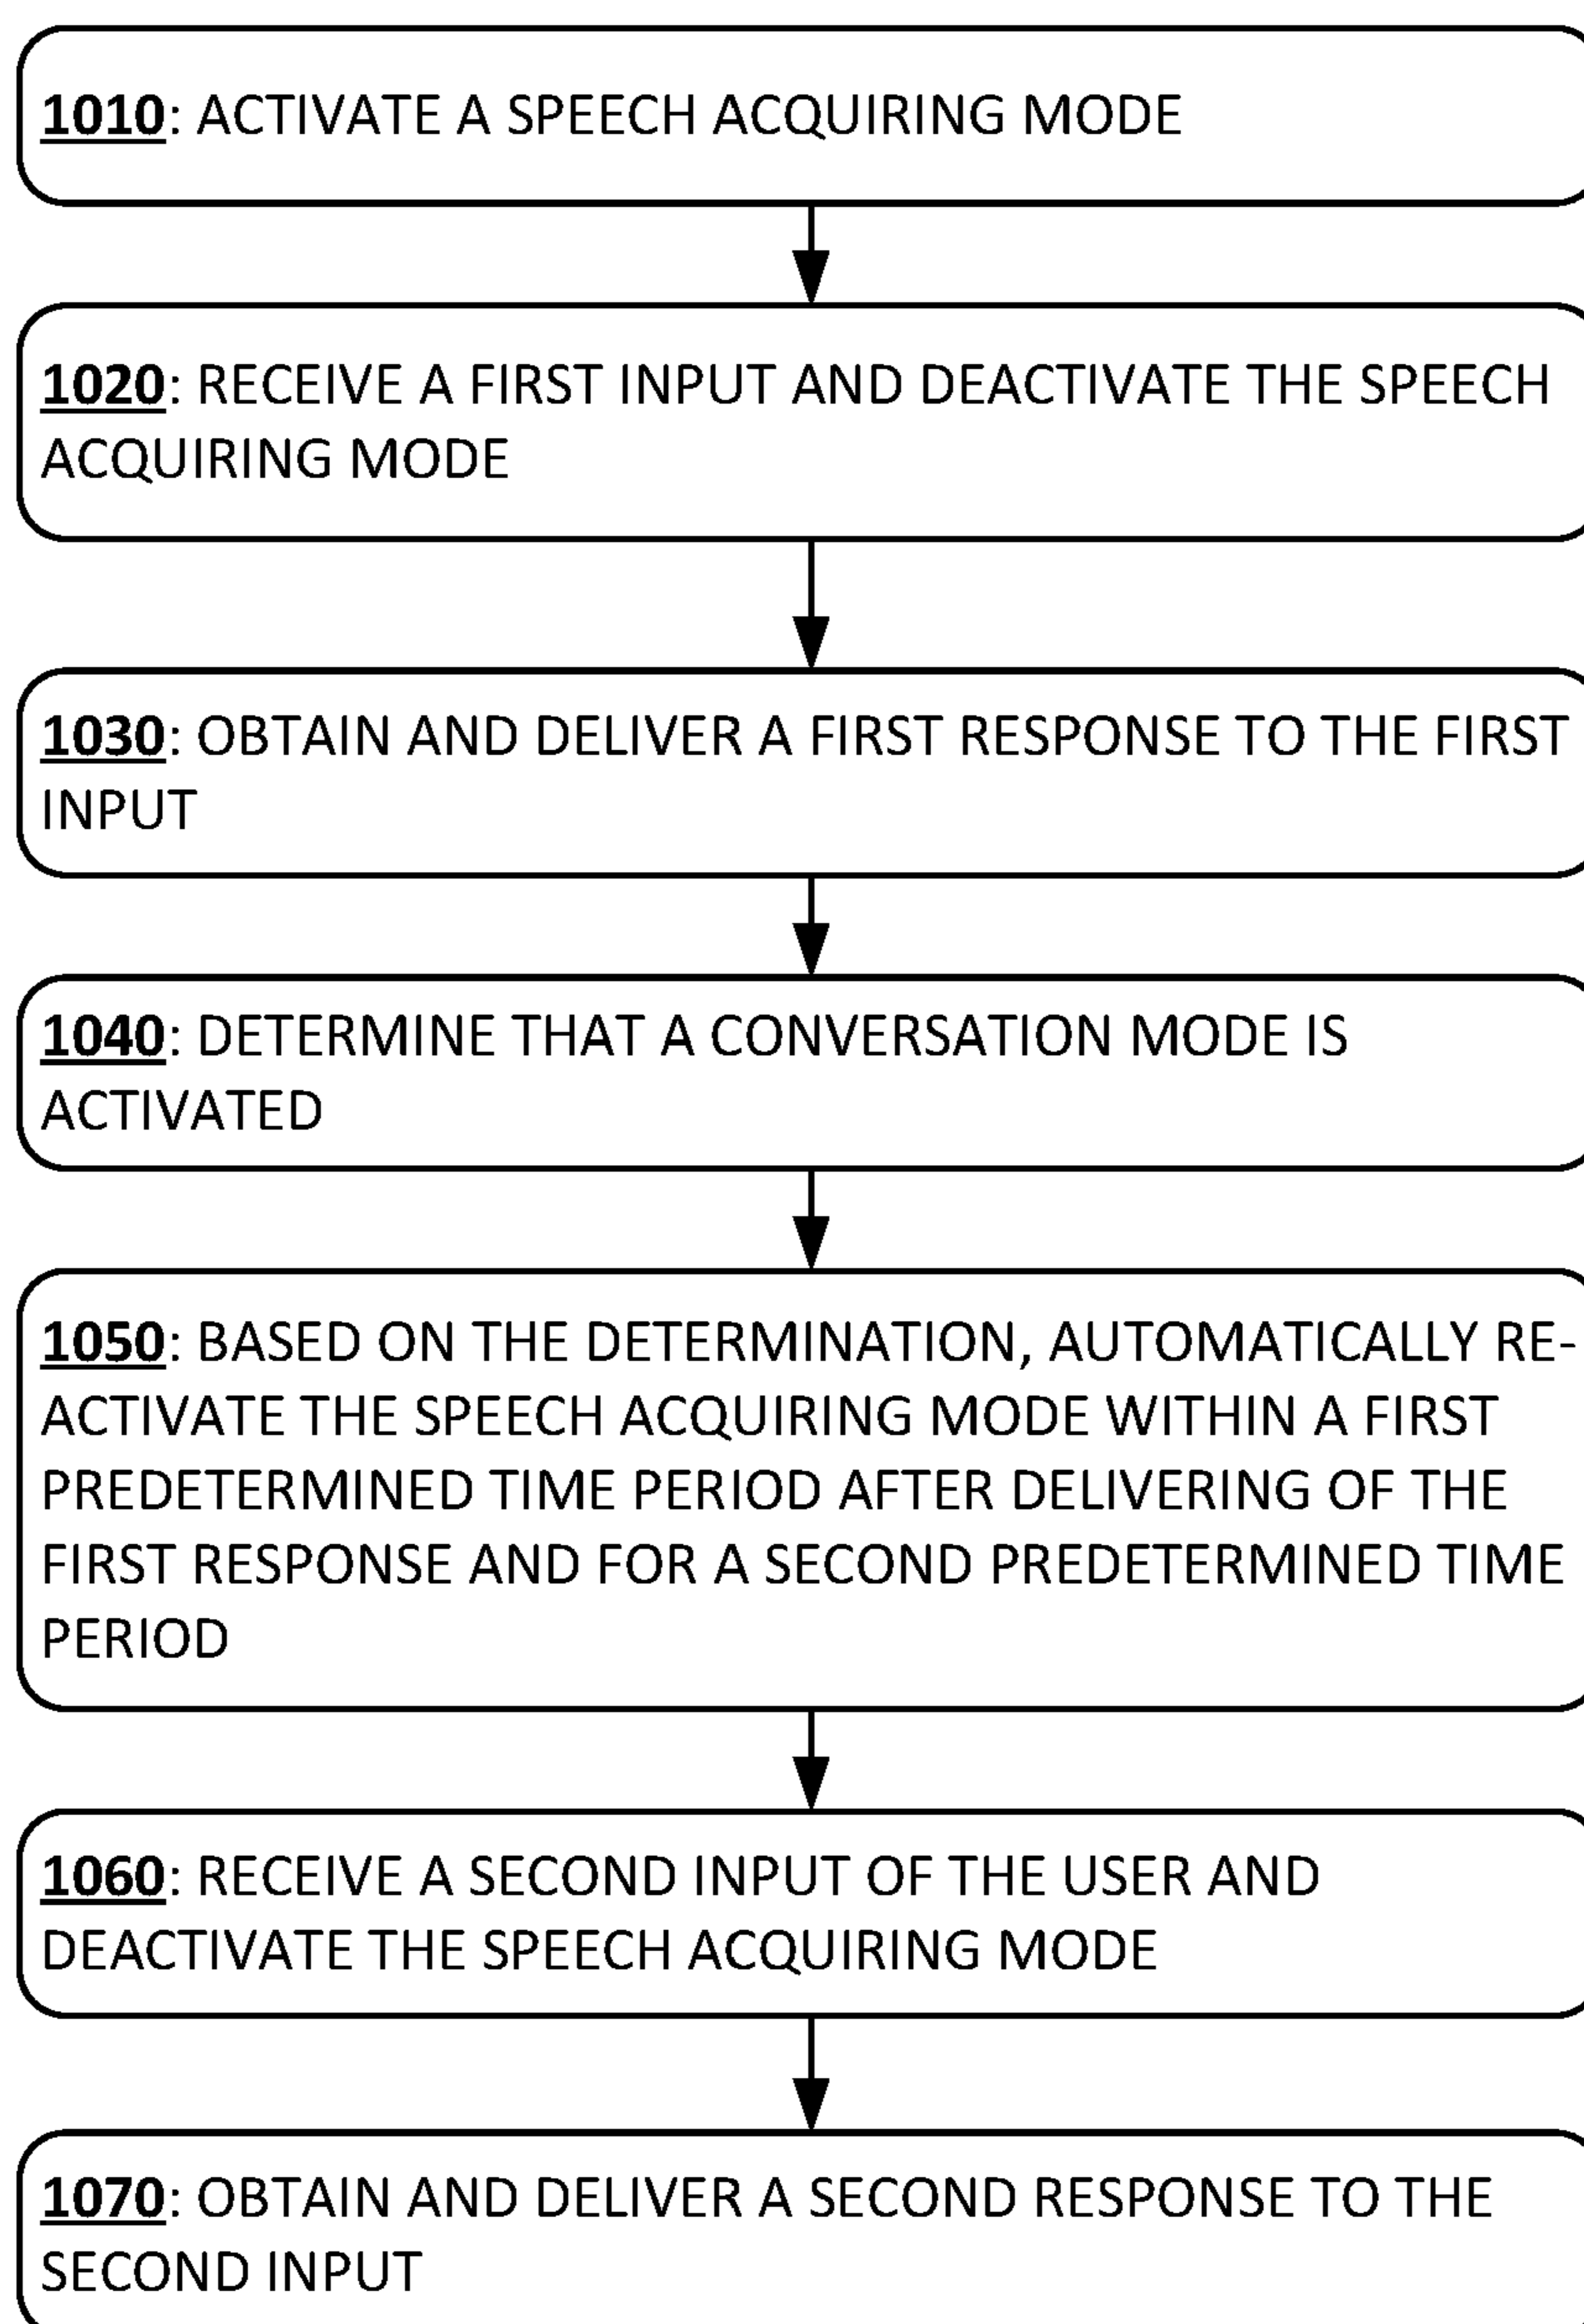 1010: ACTIVATE A SPEECH ACQUIRING MODE
1020: RECEIVE A FIRST INPUT AND DEACTIVATE THE SPEECH
ACQUIRING MODE
1030: OBTAIN AND DELIVER A FIRST RESPONSE TO THE FIRST
INPUT
1040: DETERMINE THAT A CONVERSATION MODE IS
ACTIVATED
1050: BASED ON THE DETERMINATION, AUTOMATICALLY RE-
ACTIVATE THE SPEECH ACQUIRING MODE WITHIN A FIRST
PREDETERMINED TIME PERIOD AFTER DELIVERING OF THE
FIRST RESPONSE AND FOR A SECOND PREDETERMINED TIME
PERIOD
1060: RECEIVE A SECOND INPUT OF THE USER AND
DEACTIVATE THE SPEECH ACQUIRING MODE
1070: OBTAIN AND DELIVER A SECOND RESPONSE TO THE
SECOND INPUT